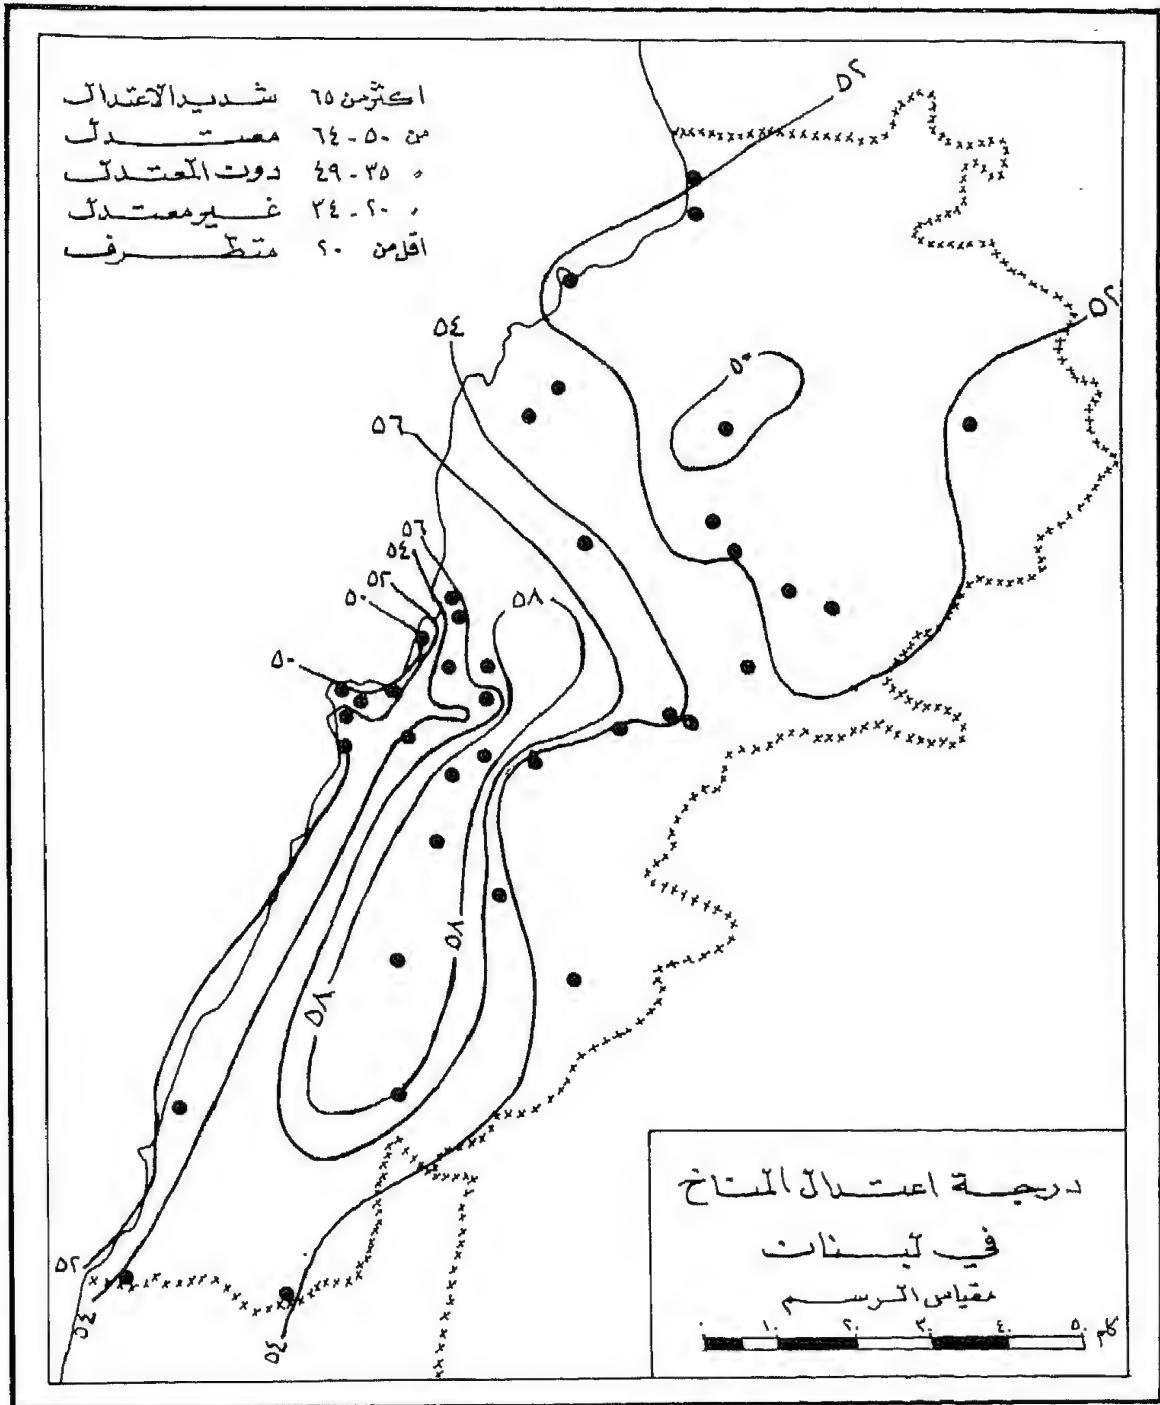 اكثر من ٦٥ شديد الاعتدال
من ٥٠ - ٦٤ معتدل
، ٣٥ - ٤٩ دون المعتدل
، ٢٠ - ٣٤ غير معتدل
اقل من ٢٠ متطرف
٥٢
٥٢
٥٤
٥٠
٥٦
٥٦
٥٤
٥٢
٥٠
٥٨
٥٠
٥٨
٥٨
٥٢
٥٤
٥٤
درجة اعتدال المناخ
في لبنان
مقياس الرسم
٠ ١٠ ٢٠ ٣٠ ٤٠ ٥٠ كلم